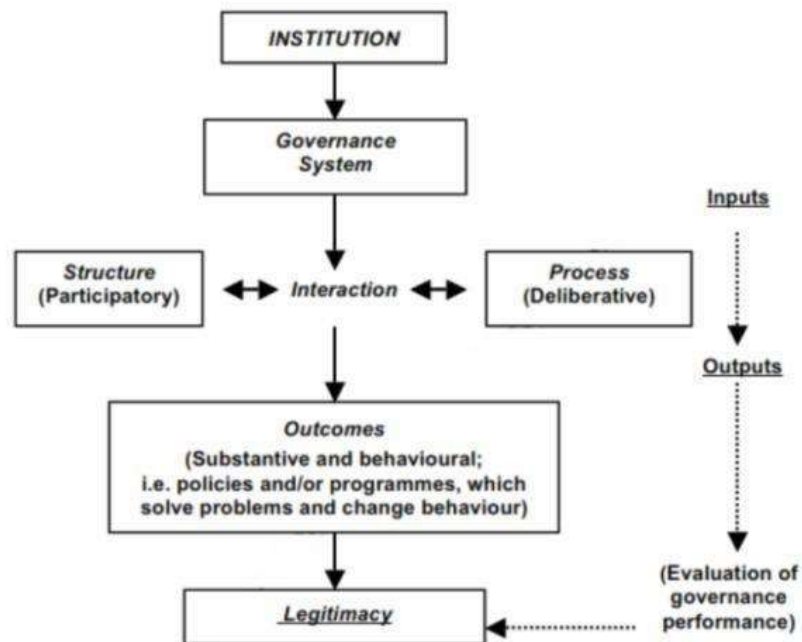 INSTITUTION
Governance
System
Inputs
Structure
(Participatory)
Interaction
Process
(Deliberative)
Outputs
Outcomes
(Substantive and behavioural;
i.e. policies and/or programmes, which
solve problems and change behaviour)
(Evaluation of
governance
performance)
Legitimacy